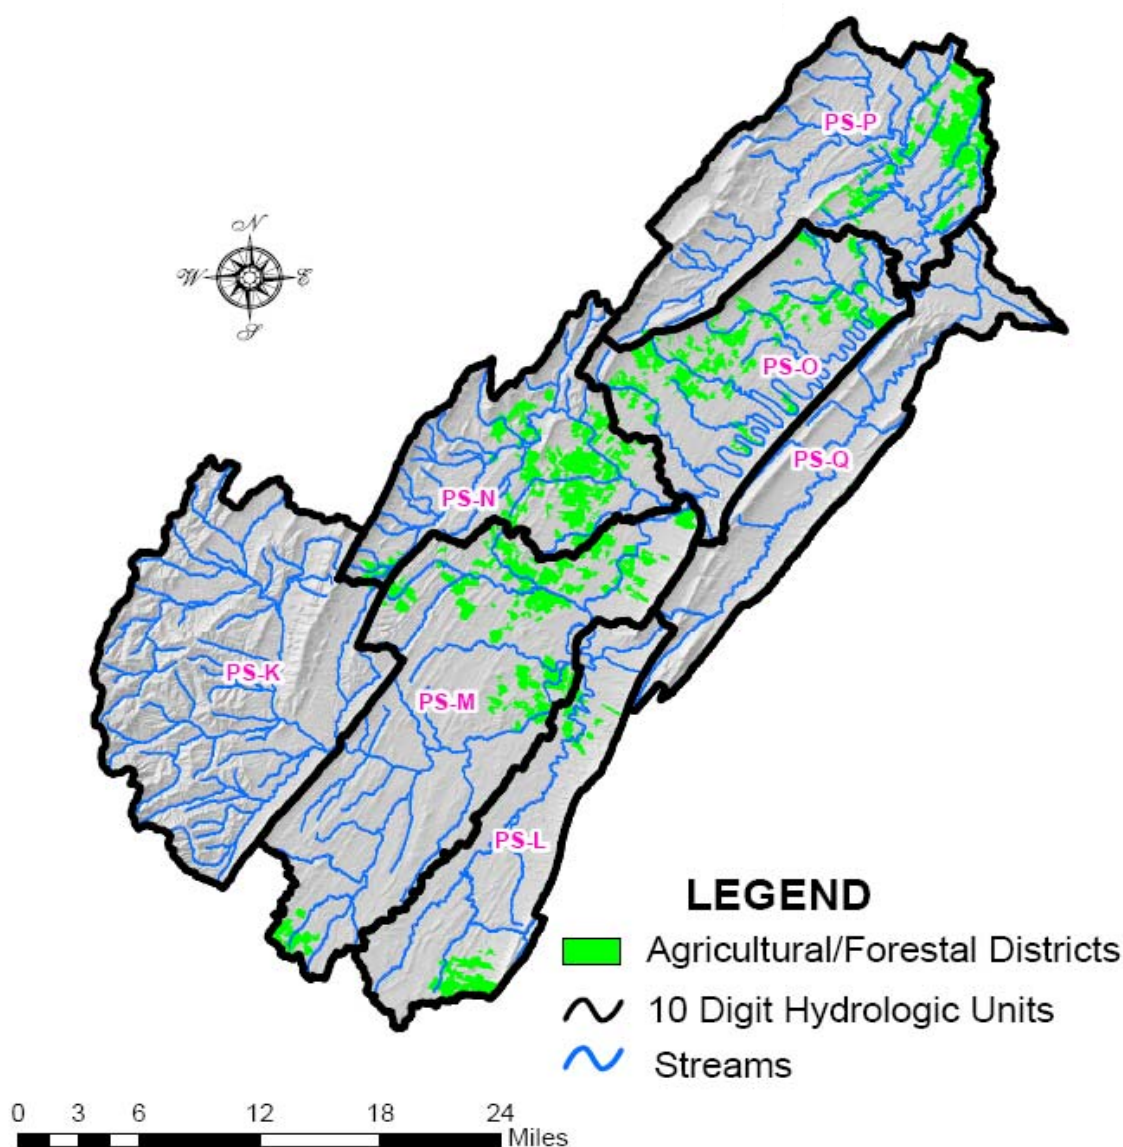 PS-P
N
W E
S
PS-O
PS-Q
PS-N
PS-K
PS-M
PS-L
LEGEND
Agricultural/Forestal Districts
10 Digit Hydrologic Units
Streams
0 3 6 12 18 24
Miles